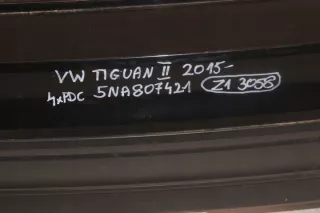 VW TIGUAN II 2015-
4xPDC 5NA807421 Z1 3058